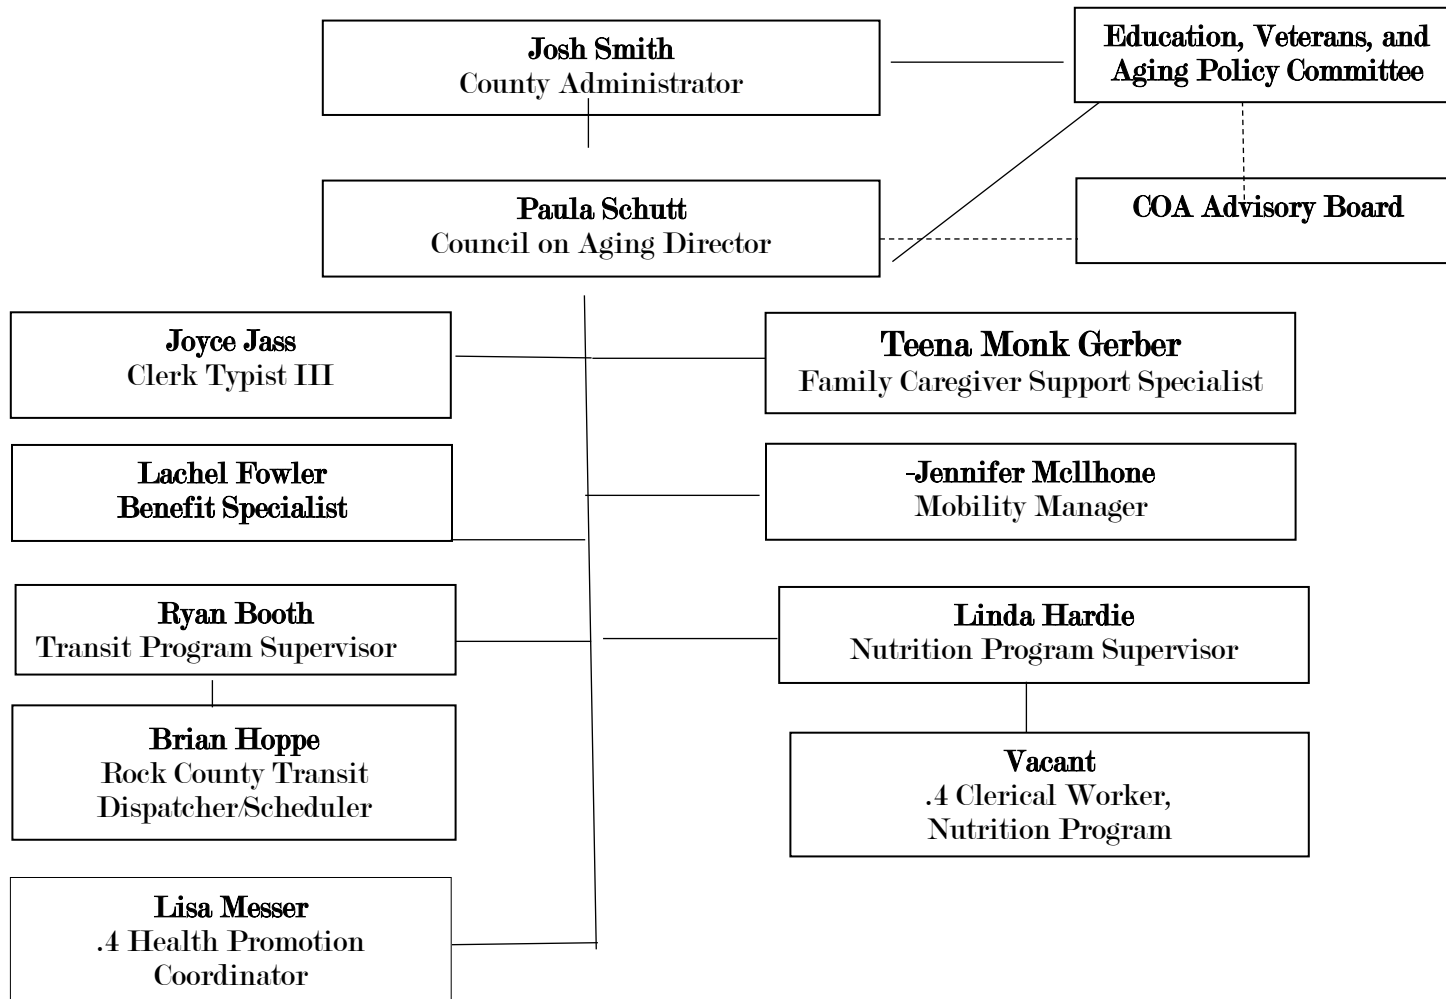 Josh Smith
County Administrator
Education, Veterans, and
Aging Policy Committee
Paula Schutt
Council on Aging Director
COA Advisory Board
Joyce Jass
Clerk Typist III
Teena Monk Gerber
Family Caregiver Support Specialist
Lachel Fowler
Benefit Specialist
-Jennifer McIlhone
Mobility Manager
Ryan Booth
Transit Program Supervisor
Linda Hardie
Nutrition Program Supervisor
Brian Hoppe
Rock County Transit
Dispatcher/Scheduler
Vacant
.4 Clerical Worker,
Nutrition Program
Lisa Messer
.4 Health Promotion
Coordinator